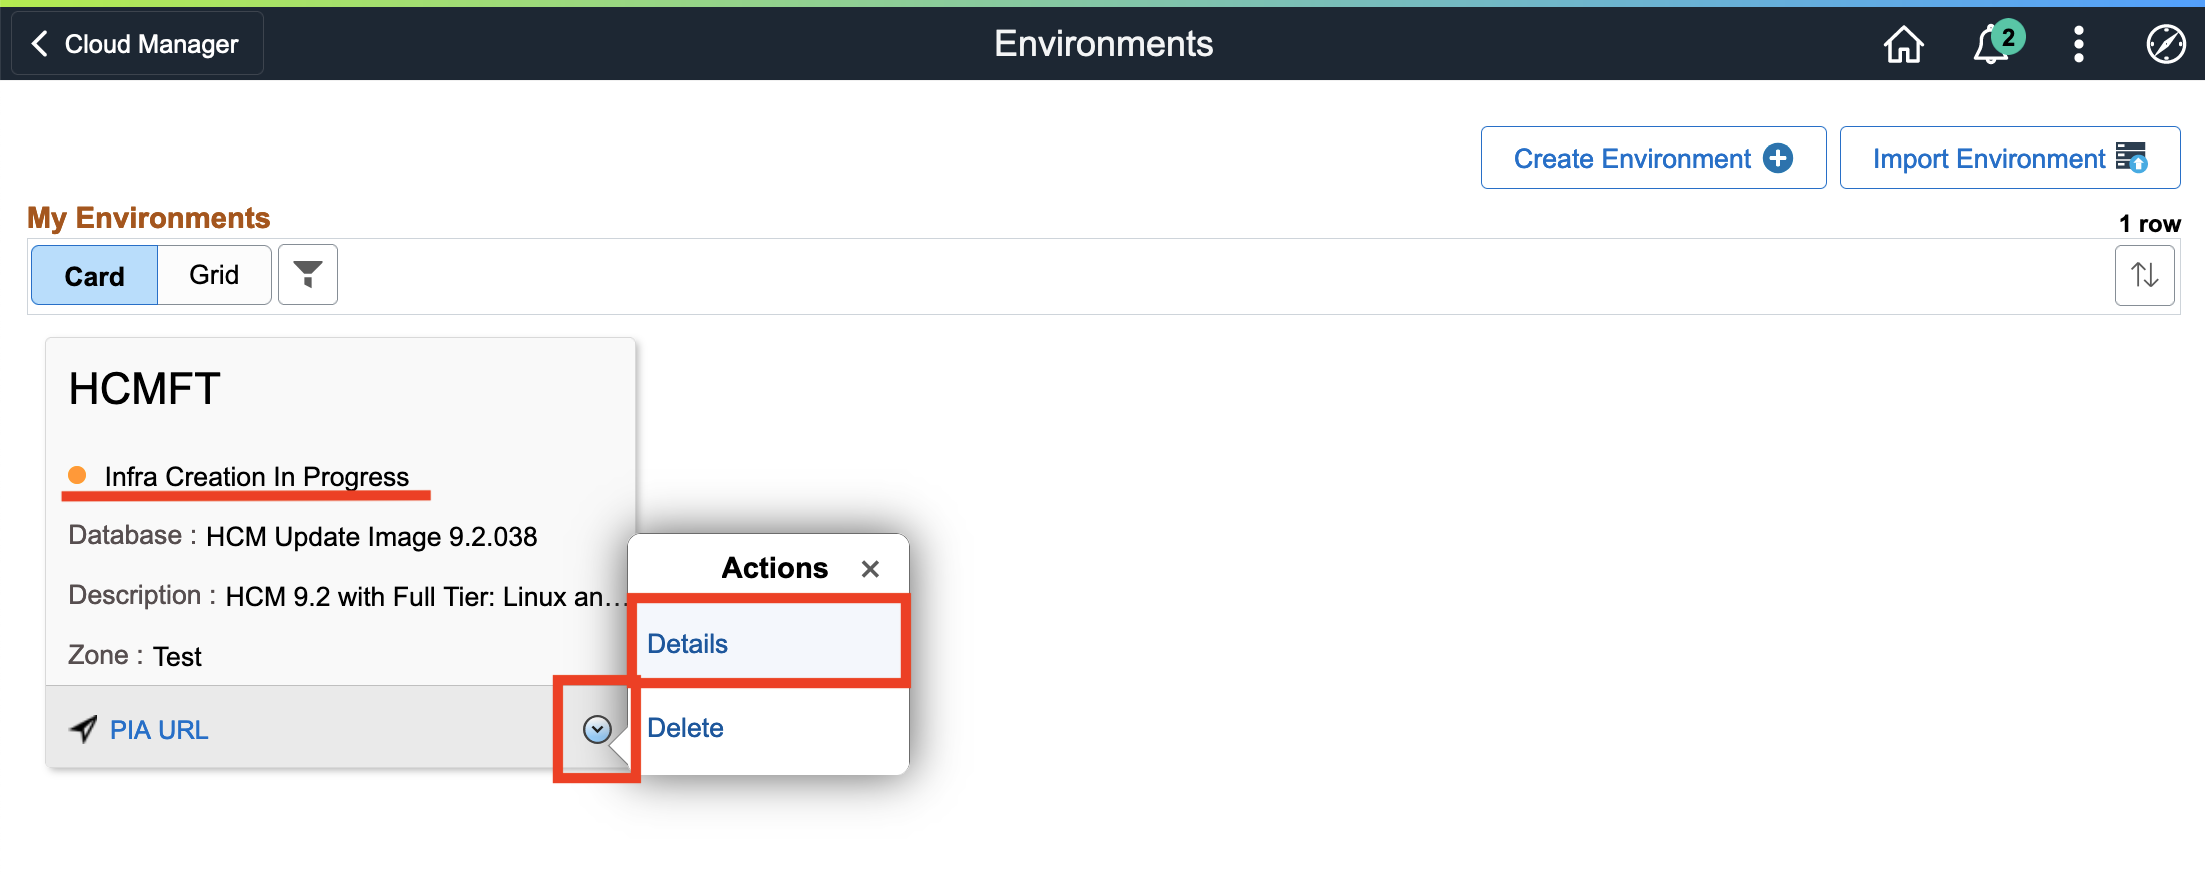 Cloud Manager
Environments
2
Create Environment
Import Environment
My Environments
1 row
Card
Grid
HCMFT
Infra Creation In Progress
Database : HCM Update Image 9.2.038
Description : HCM 9.2 with Full Tier: Linux an...
Zone : Test
PIA URL
Actions
Details
Delete